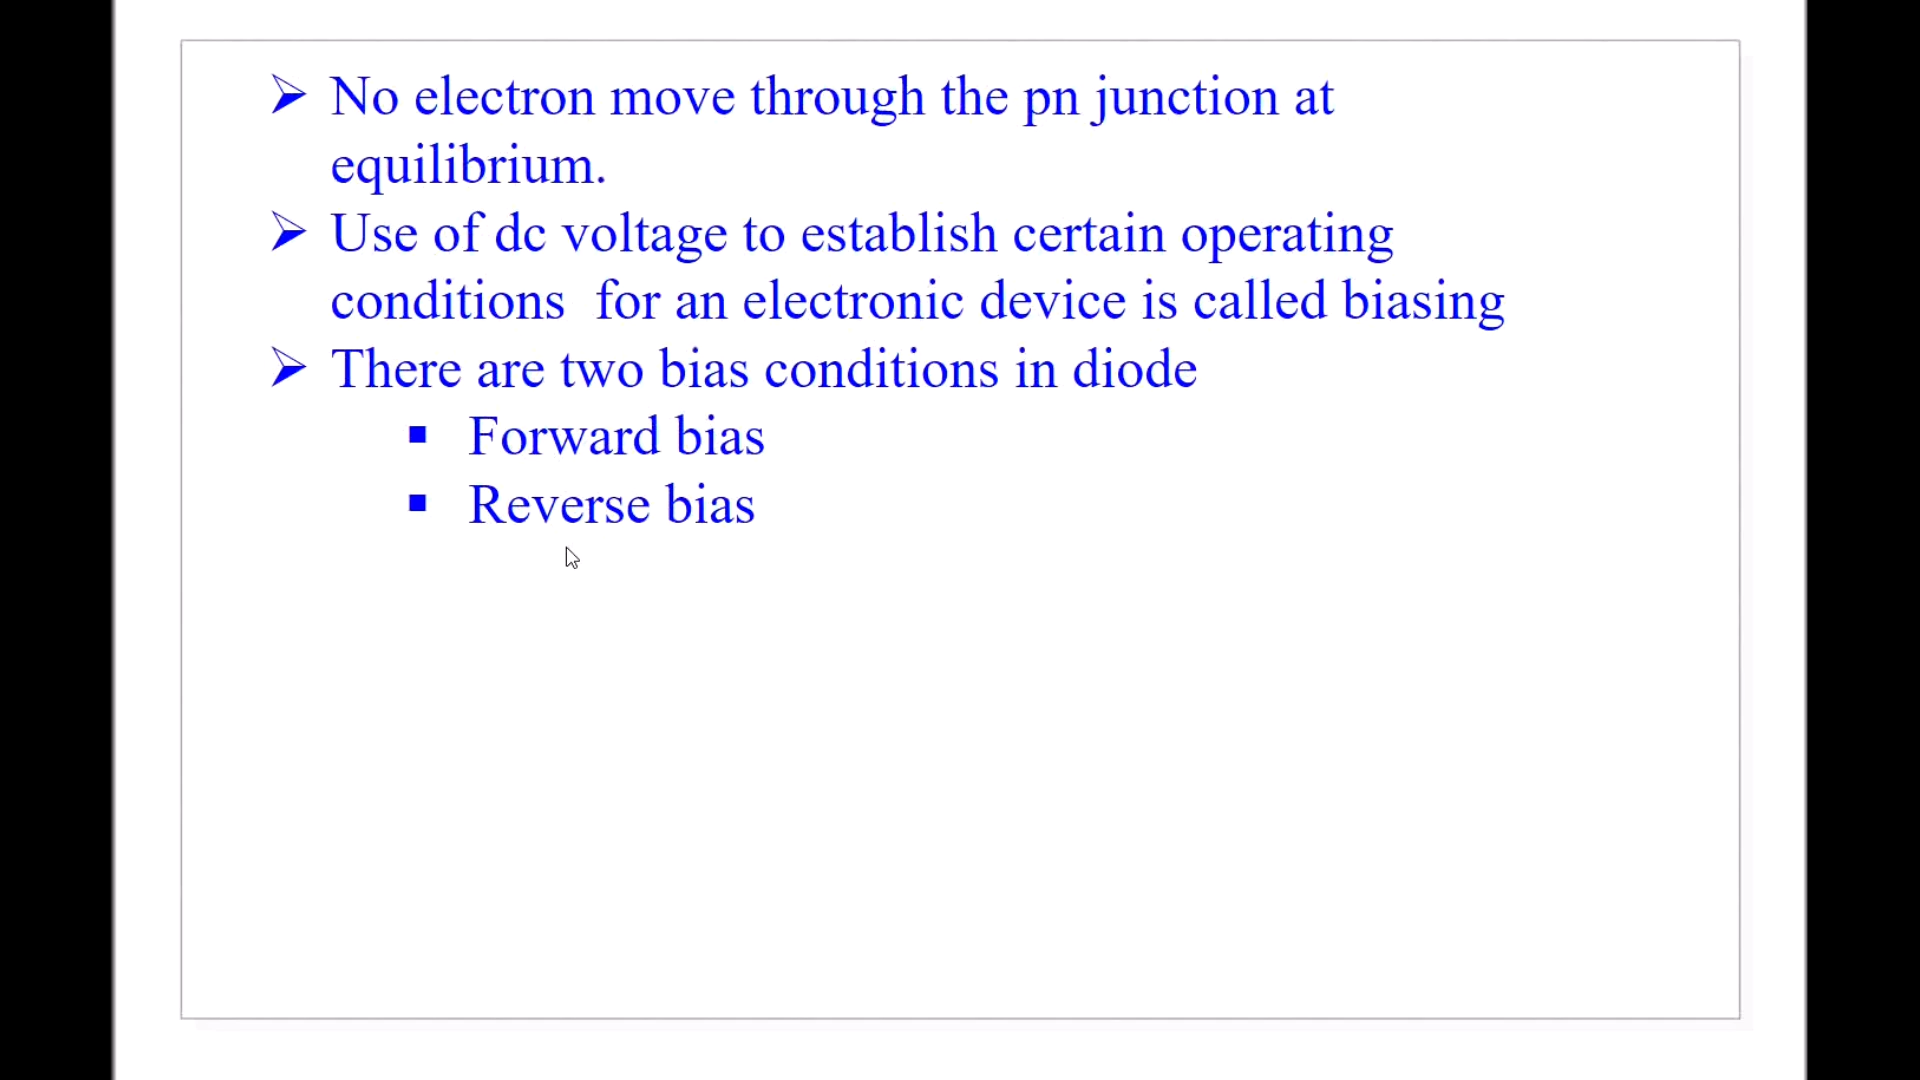 ➢ No electron move through the pn junction at
equilibrium.
➢ Use of dc voltage to establish certain operating
conditions  for an electronic device is called biasing
➢ There are two bias conditions in diode
▪ Forward bias
▪ Reverse bias